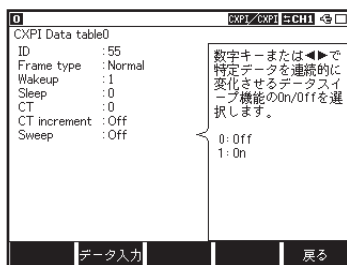 0 CXPI/CXPI CH1
CXPI Data table0
ID :55
Frame type :Normal
Wakeup :1
Sleep :0
CT :0
CT increment :Off
Sweep :Off
数字キーまたは◀▶で
特定データを連続的に
変化させるデータスイ
ープ機能のOn/Offを選
択します。
0:Off
1:On
データ入力 戻る